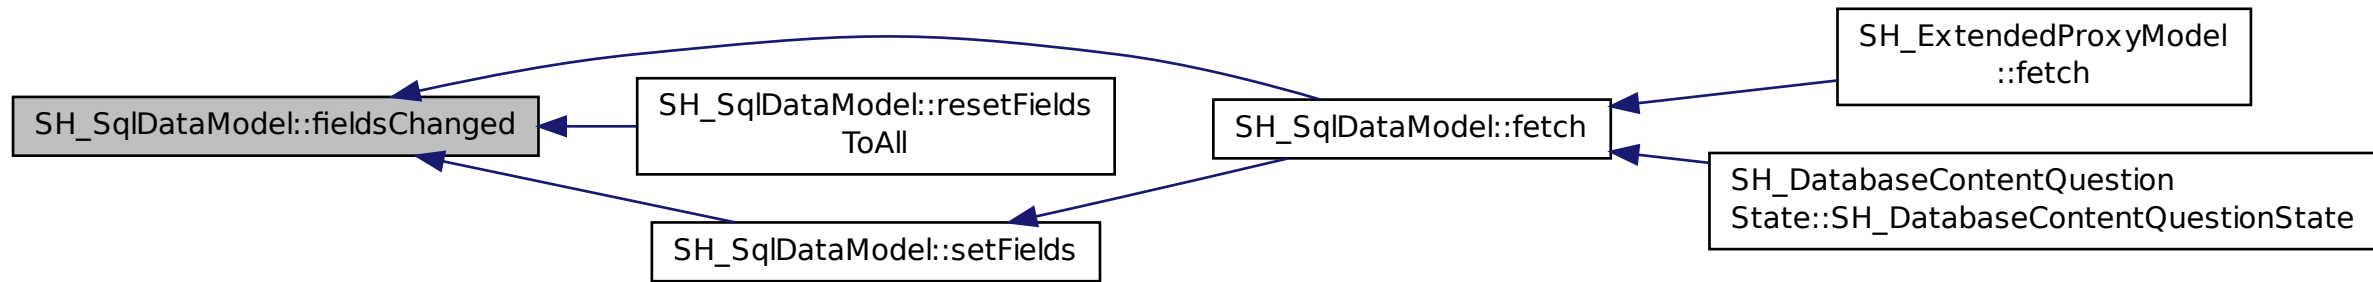 SH_SqlDataModel::fieldsChanged
SH_SqlDataModel::resetFields
ToAll
SH_SqlDataModel::setFields
SH_SqlDataModel::fetch
SH_ExtendedProxyModel
::fetch
SH_DatabaseContentQuestion
State::SH_DatabaseContentQuestionState